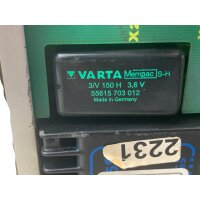 VARTA Mempac S-H
3/V 150 H 3,6 V
55615 703 012
Made in Germany
2231